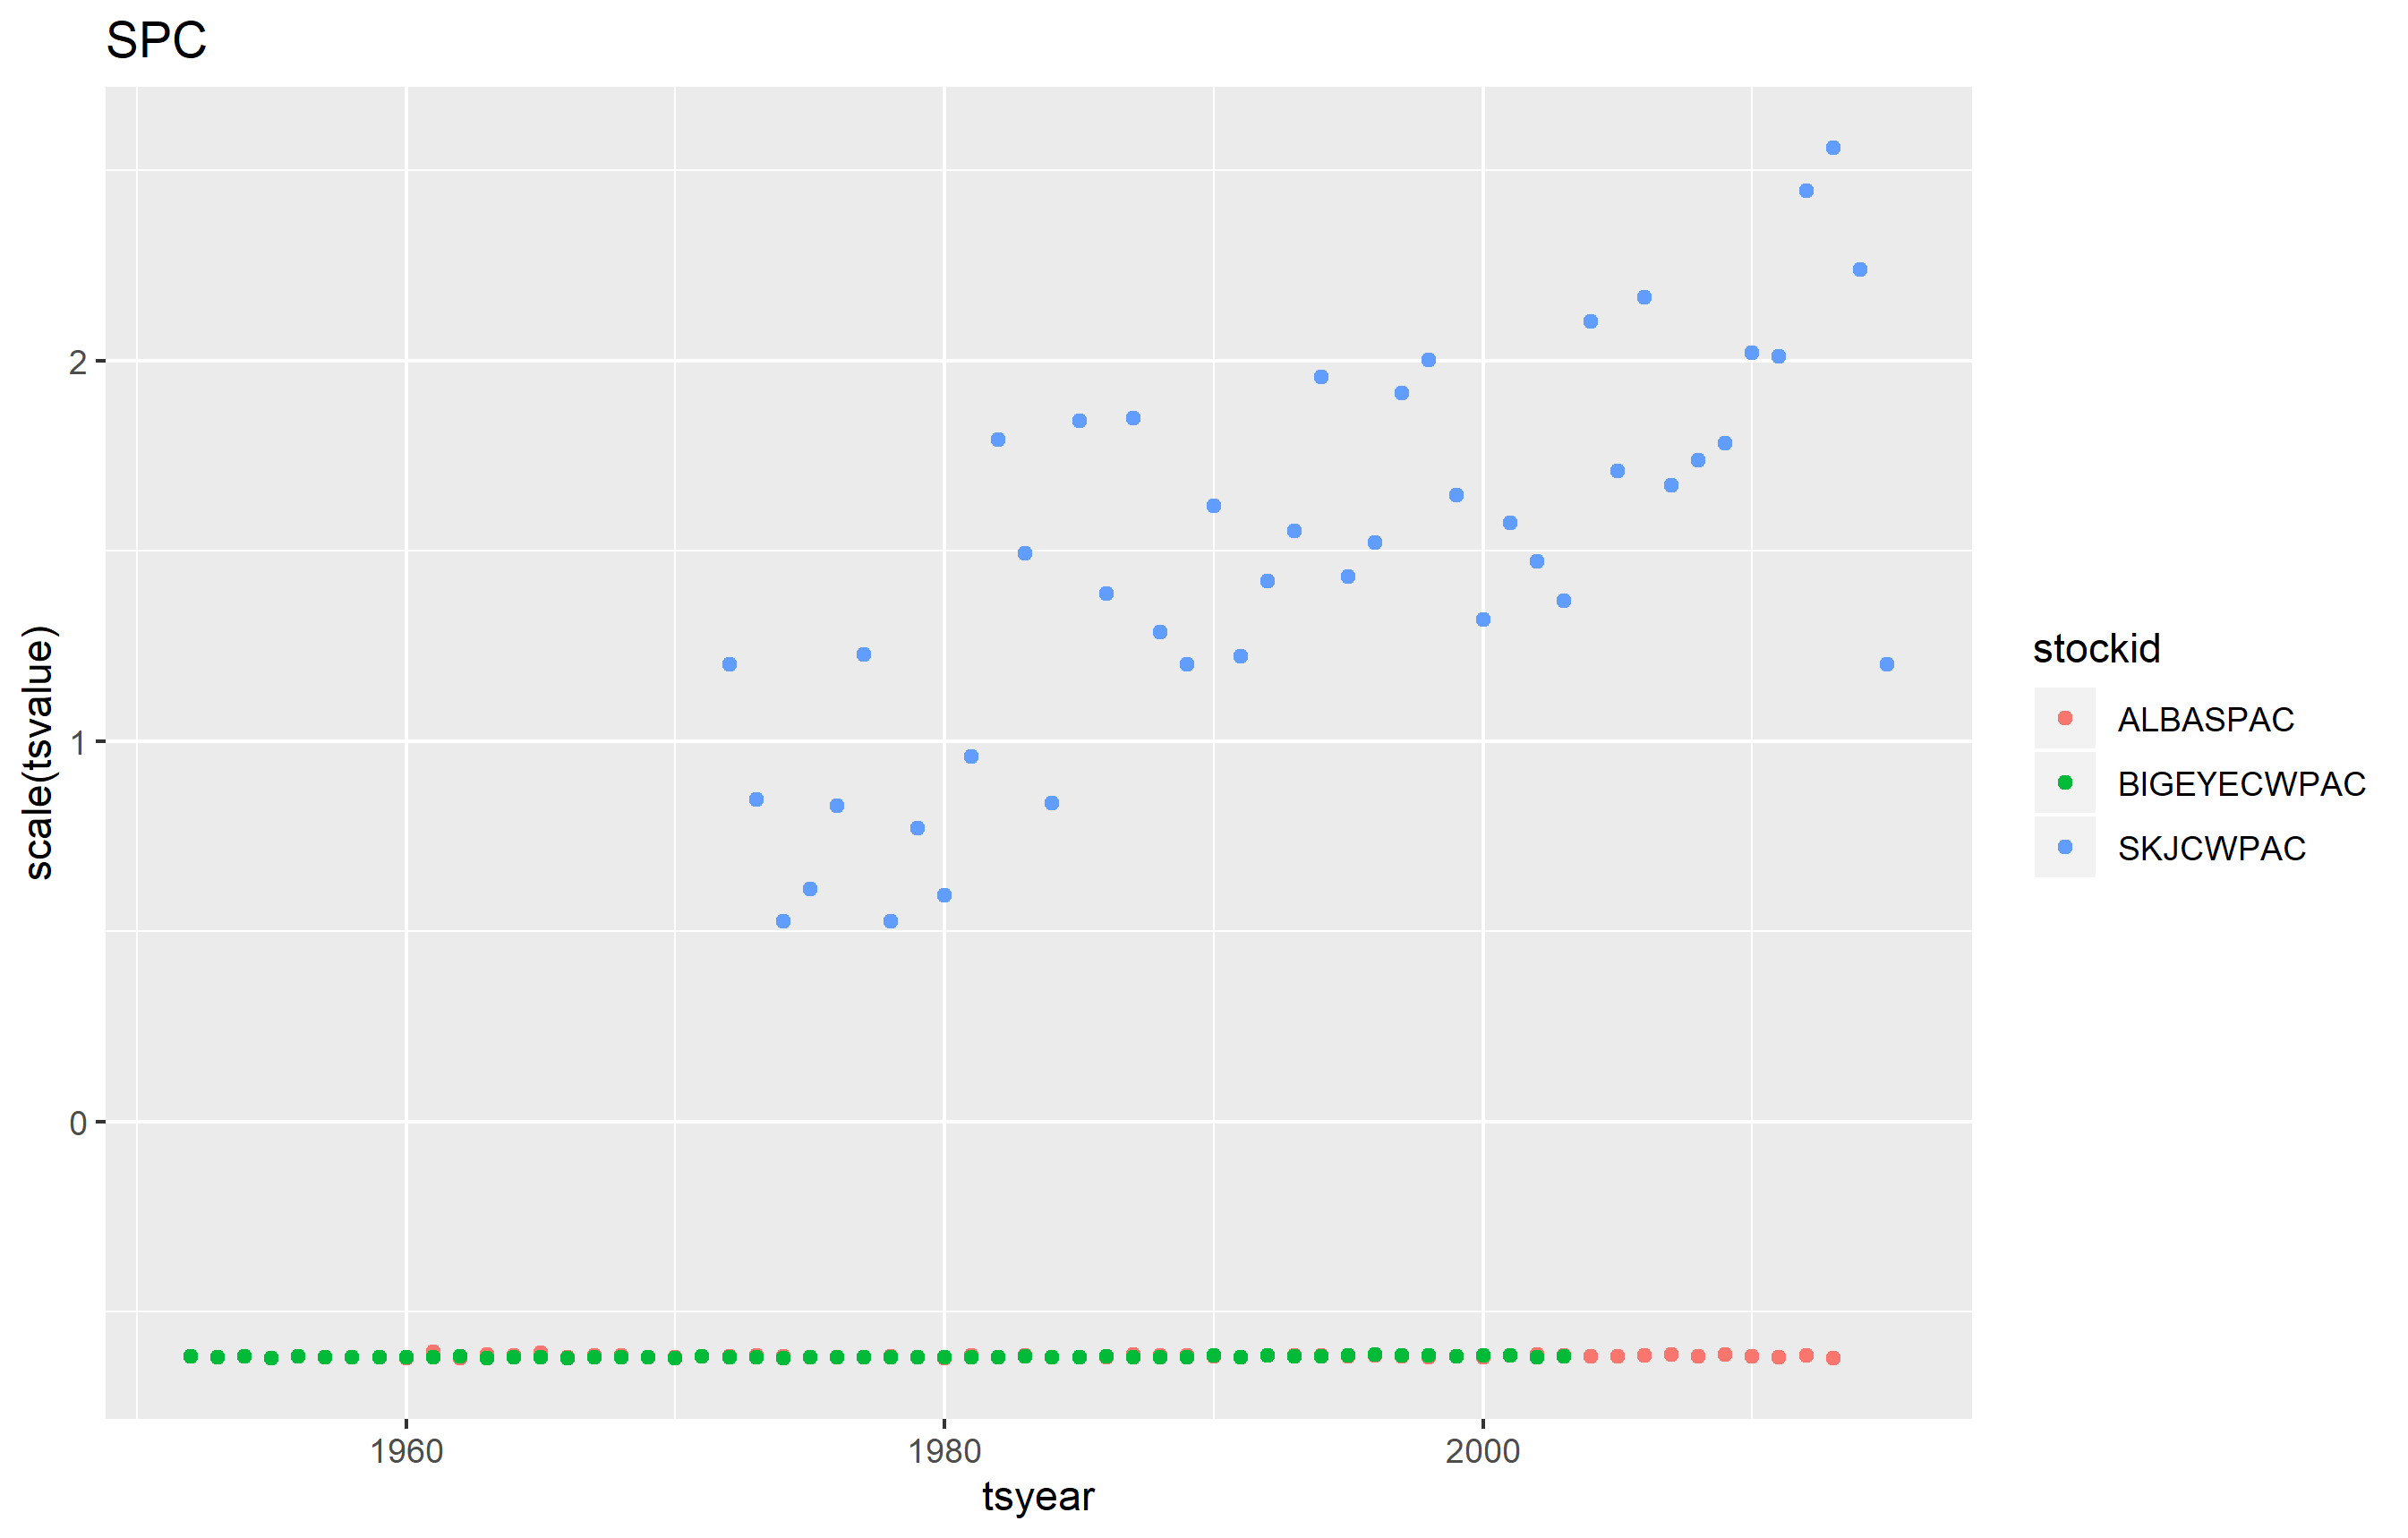 SPC
scale(tsvalue)
2
1
0
1960
1980
2000
tsyear
stockid
ALBASPAC
BIGEYECWPAC
SKJCWPAC